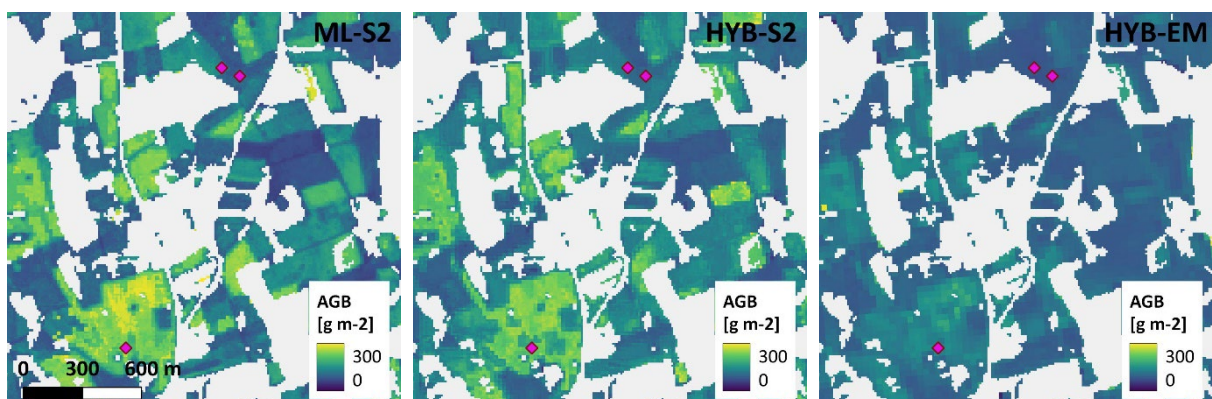 ML-S2
HYB-S2
HYB-EM
AGB
[g m-2]
300
0
0 300 600 m
AGB
[g m-2]
300
0
AGB
[g m-2]
300
0